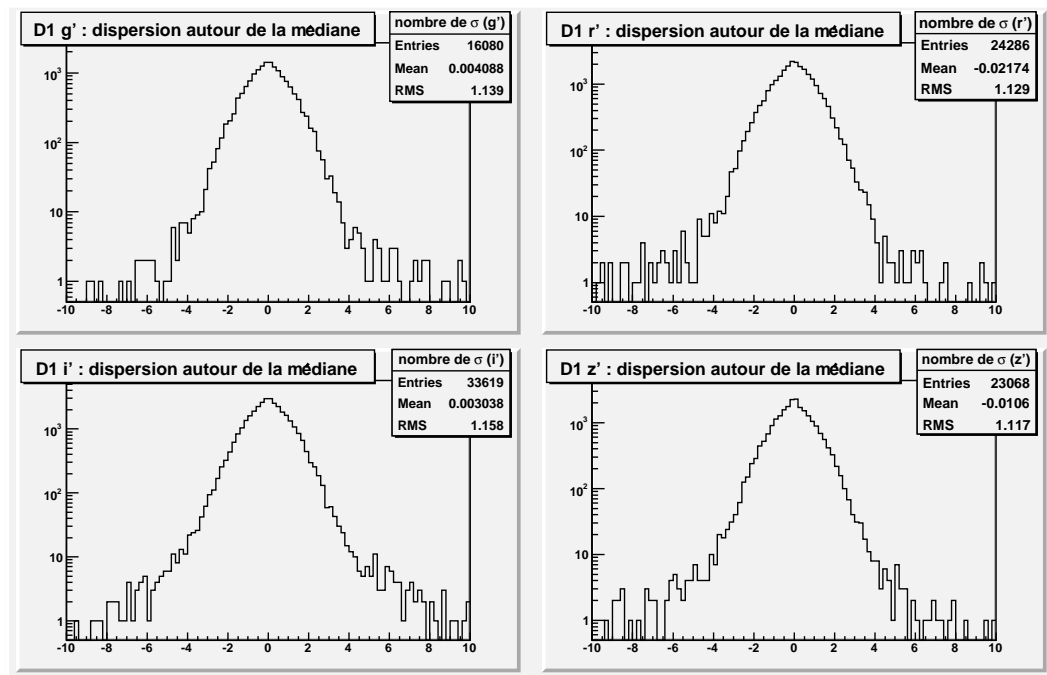 D1 g' : dispersion autour de la médiane
nombre de σ (g')
Entries 16080
Mean 0.004088
RMS 1.139
10³
10²
10
1
-10 -8 -6 -4 -2 0 2 4 6 8 10
D1 r' : dispersion autour de la médiane
nombre de σ (r')
Entries 24286
Mean -0.02174
RMS 1.129
10³
10²
10
1
-10 -8 -6 -4 -2 0 2 4 6 8 10
D1 i' : dispersion autour de la médiane
nombre de σ (i')
Entries 33619
Mean 0.003038
RMS 1.158
10³
10²
10
1
-10 -8 -6 -4 -2 0 2 4 6 8 10
D1 z' : dispersion autour de la médiane
nombre de σ (z')
Entries 23068
Mean -0.0106
RMS 1.117
10³
10²
10
1
-10 -8 -6 -4 -2 0 2 4 6 8 10